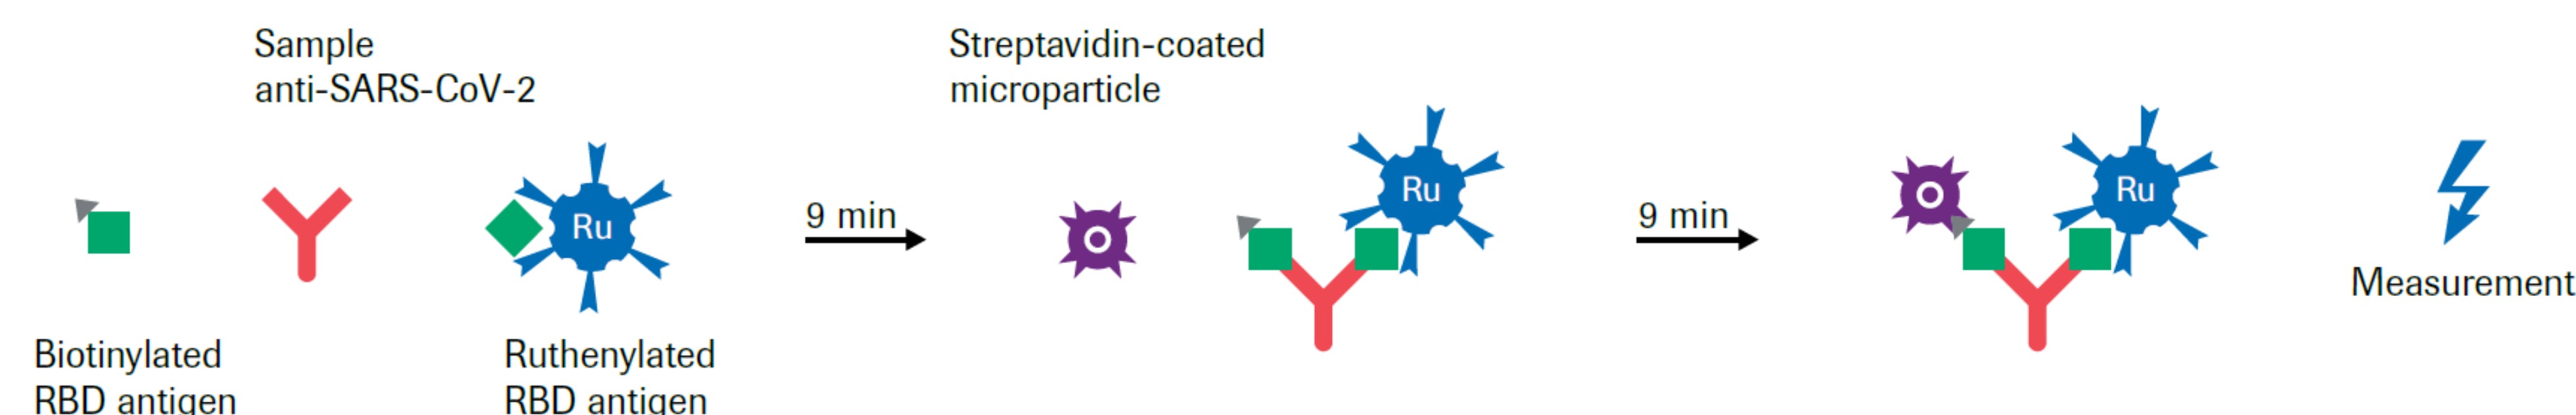 Sample
anti-SARS-CoV-2
Streptavidin-coated
microparticle
Ru
9 min
Ru
9 min
Ru
Measurement
Biotinylated
RBD antigen
Ruthenylated
RBD antigen